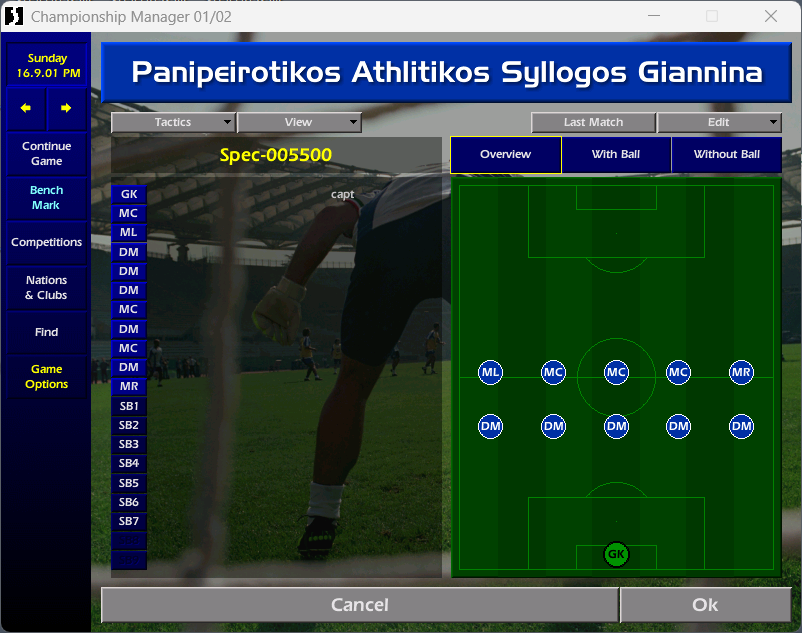 Championship Manager 01/02
Sunday
16.9.01 PM
Continue
Game
Bench
Mark
Competitions
Nations
& Clubs
Find
Game
Options
Panipeirotikos Athlitikos Syllogos Giannina
Tactics View Last Match Edit
Spec-005500
Overview With Ball Without Ball
GK capt
MC
ML
DM
DM
DM
MC
DM
MC
DM
MR
SB1
SB2
SB3
SB4
SB5
SB6
SB7
ML MC MC MC MR
DM DM DM DM DM
GK
Cancel Ok